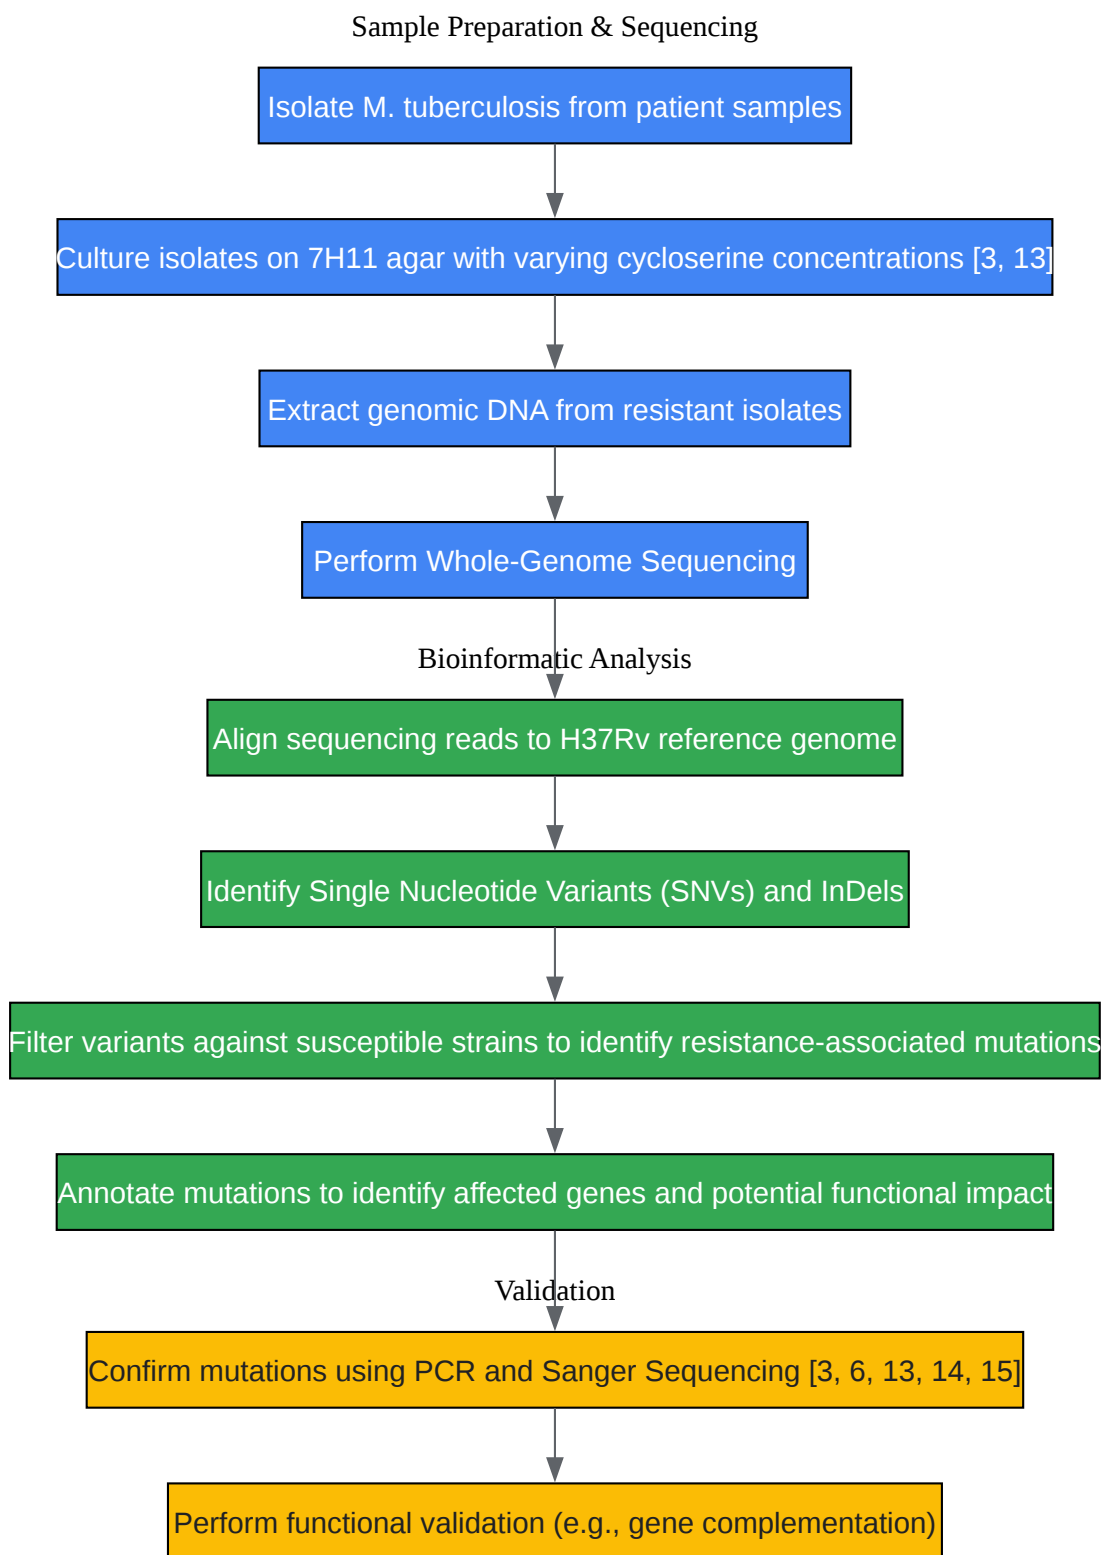 Sample Preparation & Sequencing
Isolate M. tuberculosis from patient samples
Culture isolates on 7H11 agar with varying cycloserine concentrations [3, 13]
Extract genomic DNA from resistant isolates
Perform Whole-Genome Sequencing
Bioinformatic Analysis
Align sequencing reads to H37Rv reference genome
Identify Single Nucleotide Variants (SNVs) and InDels
Filter variants against susceptible strains to identify resistance-associated mutations
Annotate mutations to identify affected genes and potential functional impact
Validation
Confirm mutations using PCR and Sanger Sequencing [3, 6, 13, 14, 15]
Perform functional validation (e.g., gene complementation)